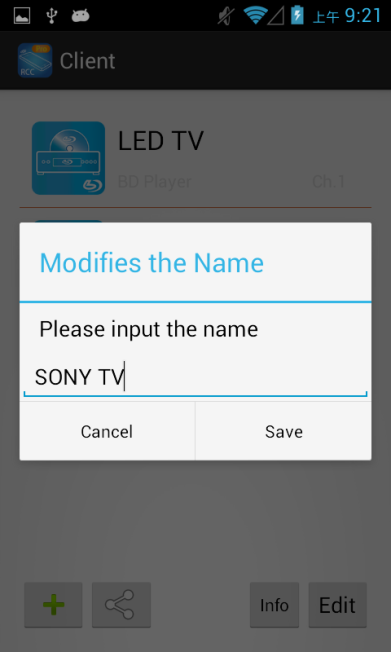 上午 9:21
RCC
Client
LED TV
BD Player Ch.1
Modifies the Name
Please input the name
SONY TV
Cancel Save
Info Edit